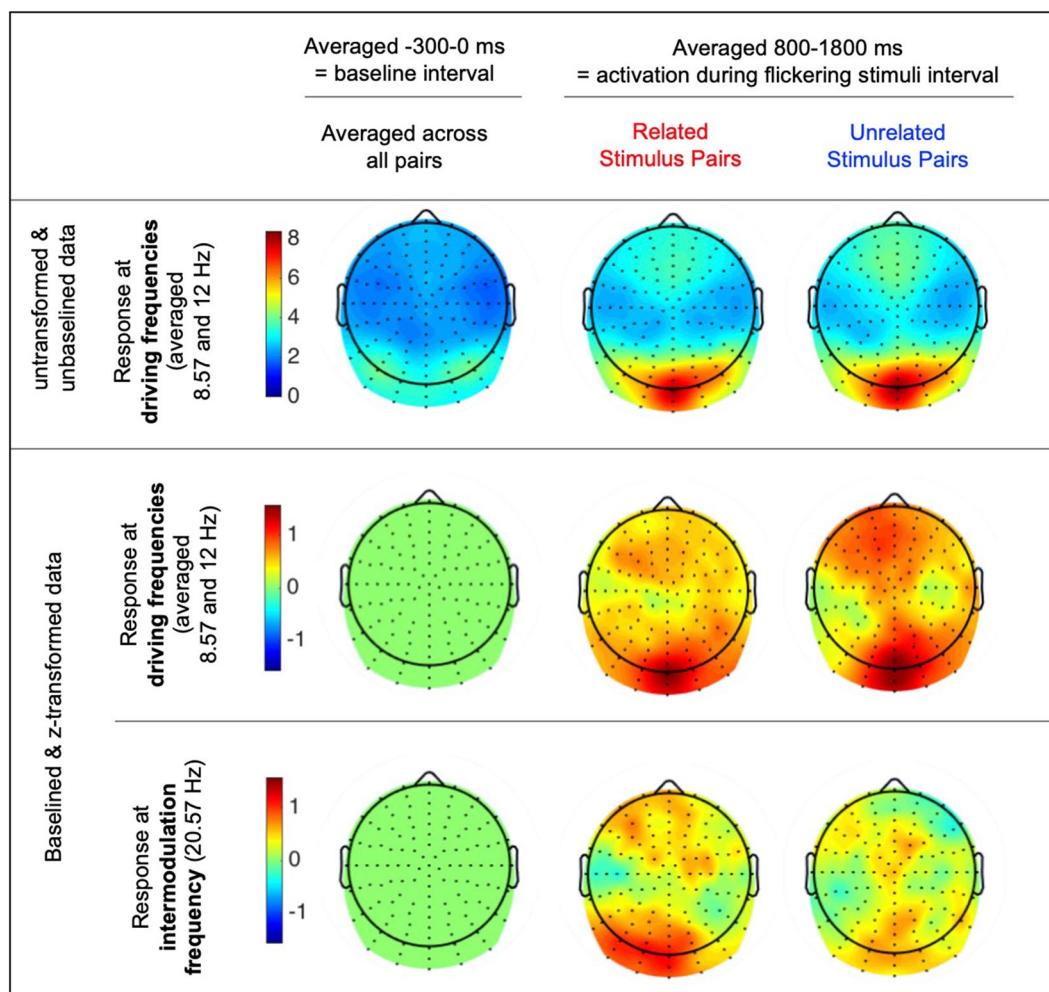 Averaged -300-0 ms
= baseline interval
Averaged 800-1800 ms
= activation during flickering stimuli interval
Averaged across
all pairs
Related
Stimulus Pairs
Unrelated
Stimulus Pairs
untransformed &
unbaselined data
Response at
driving frequencies
(averaged
8.57 and 12 Hz)
8
6
4
2
0
Baselined & z-transformed data
Response at
driving frequencies
(averaged
8.57 and 12 Hz)
1
0
-1
Response at
intermodulation
frequency (20.57 Hz)
1
0
-1